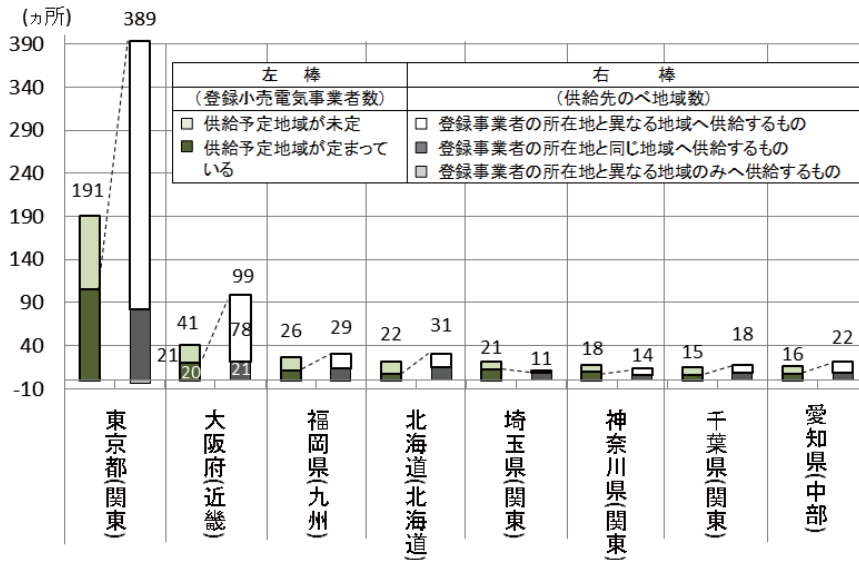 (ヵ所)
389
390
340
290
240
190
140
90
40
-10
左 棒
右 棒
(登録小売電気事業者数)
(供給先のべ地域数)
供給予定地域が未定
供給予定地域が定まって
いる
登録事業者の所在地と異なる地域へ供給するもの
登録事業者の所在地と同じ地域へ供給するもの
登録事業者の所在地と異なる地域のみへ供給するもの
191
41
99
21
20
78
21
26
29
22
31
21
11
18
14
15
18
16
22
東京都(関東)
大阪府(近畿)
福岡県(九州)
北海道(北海道)
埼玉県(関東)
神奈川県(関東)
千葉県(関東)
愛知県(中部)